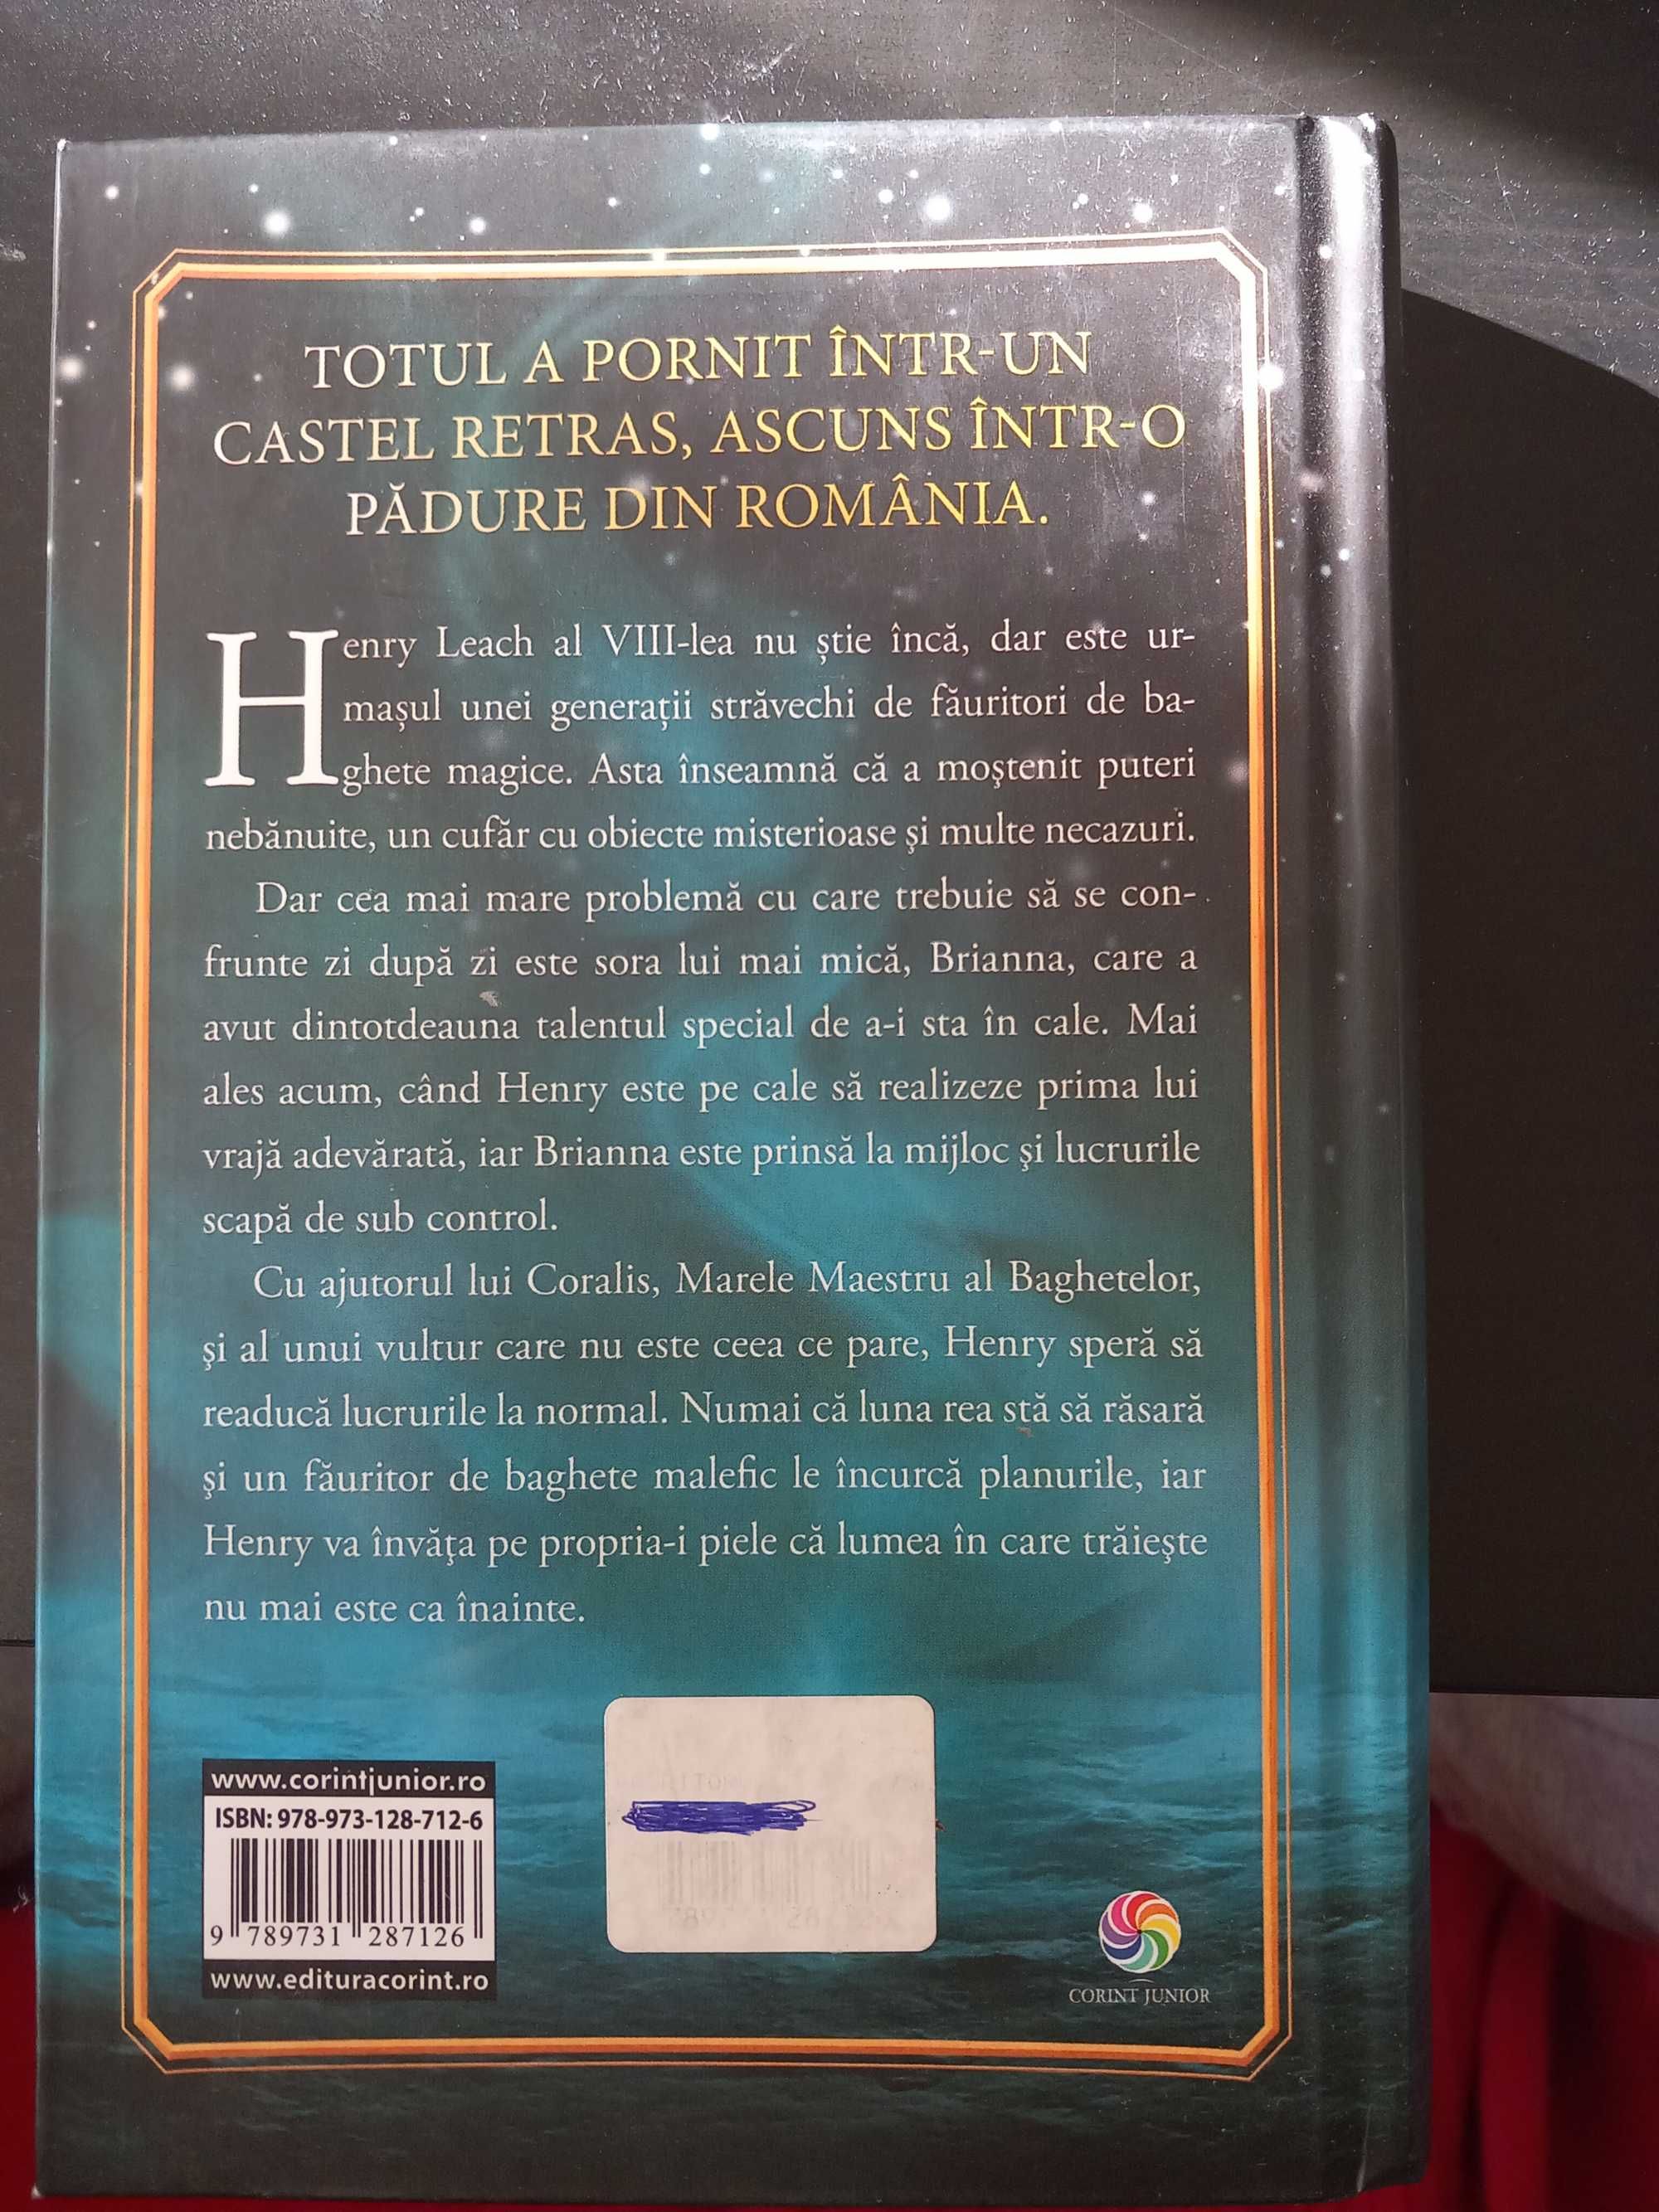 TOTUL A PORNIT ÎNTR-UN
CASTEL RETRAS, ASCUNS ÎNTR-O
PĂDURE DIN ROMÂNIA.
Henry Leach al VIII-lea nu știe încă, dar este ur-
mașul unei generații străvechi de făuritori de ba-
ghete magice. Asta înseamnă că a moștenit puteri
nebănuite, un cufăr cu obiecte misterioase și multe necazuri.
Dar cea mai mare problemă cu care trebuie să se con-
frunte zi după zi este sora lui mai mică, Brianna, care a
avut dintotdeauna talentul special de a-i sta în cale. Mai
ales acum, când Henry este pe cale să realizeze prima lui
vrajă adevărată, iar Brianna este prinsă la mijloc și lucrurile
scapă de sub control.
Cu ajutorul lui Coralis, Marele Maestru al Baghetelor,
și al unui vultur care nu este ceea ce pare, Henry speră să
readucă lucrurile la normal. Numai că luna rea stă să răsară
și un făuritor de baghete malefic le încurcă planurile, iar
Henry va învăța pe propria-i piele că lumea în care trăiește
nu mai este ca înainte.
www.corintjunior.ro
ISBN: 978-973-128-712-6
9 789731 287126
www.edituracorint.ro
CORINT JUNIOR